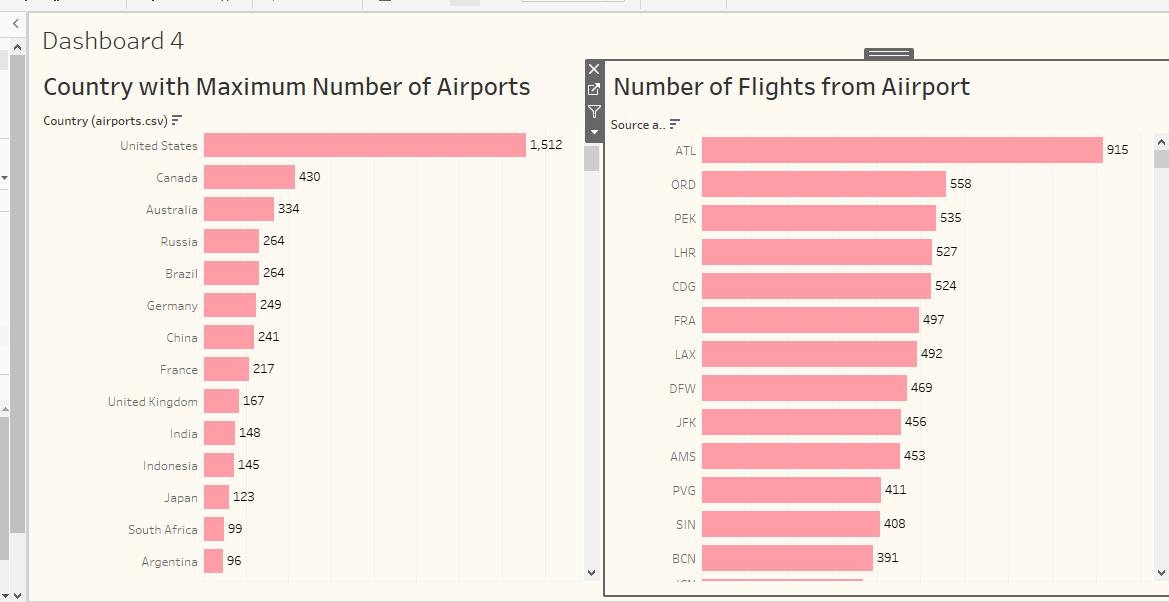 Dashboard 4
Country with Maximum Number of Airports
Country (airports.csv)
United States 1,512
Canada 430
Australia 334
Russia 264
Brazil 264
Germany 249
China 241
France 217
United Kingdom 167
India 148
Indonesia 145
Japan 123
South Africa 99
Argentina 96
Number of Flights from Aiirport
Source a..
ATL 915
ORD 558
PEK 535
LHR 527
CDG 524
FRA 497
LAX 492
DFW 469
JFK 456
AMS 453
PVG 411
SIN 408
BCN 391